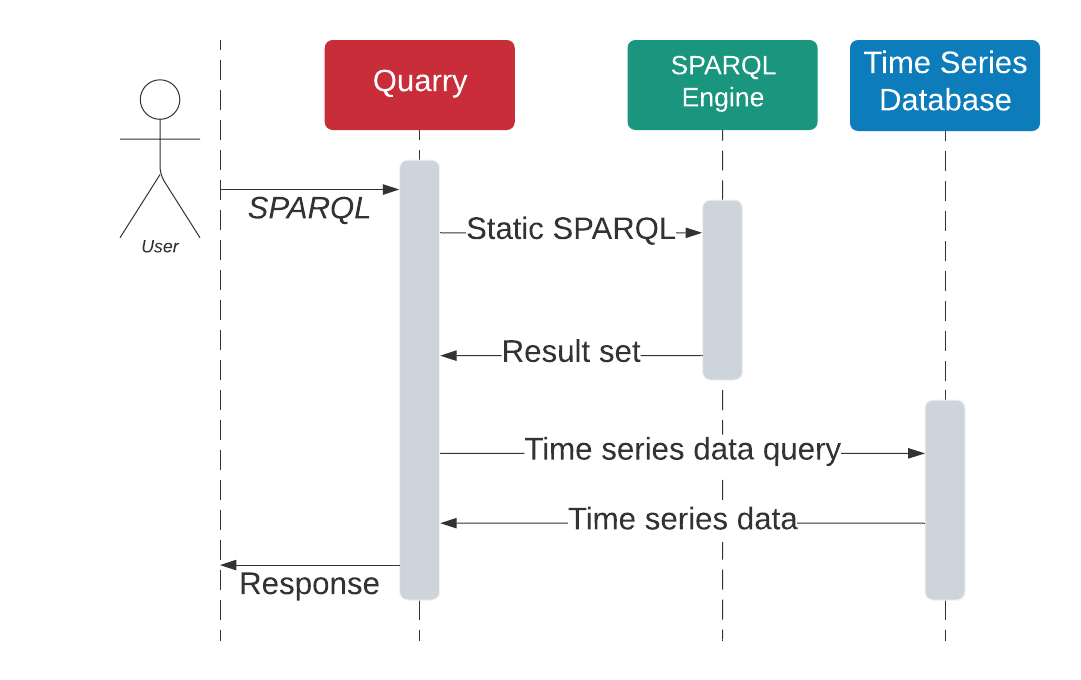 Quarry
SPARQL
Engine
Time Series
Database
SPARQL
User
Static SPARQL
Result set
Time series data query
Time series data
Response